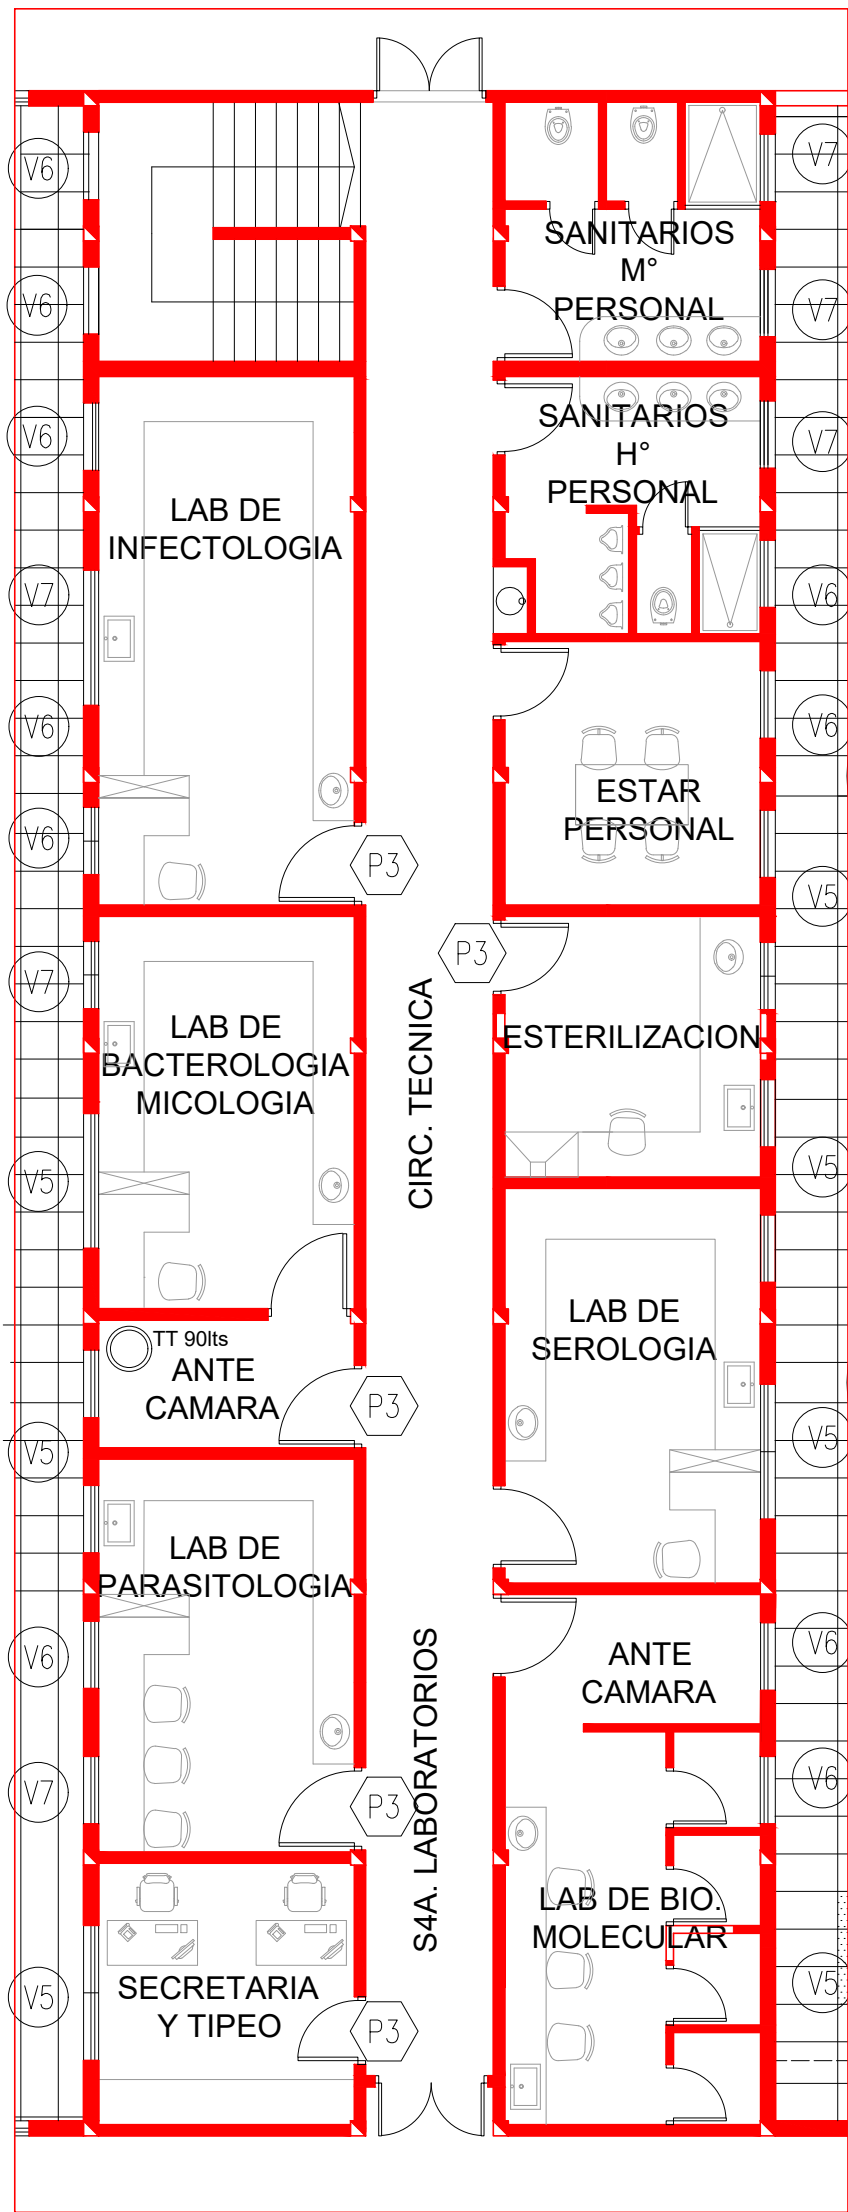 V6
V7
SANITARIOS
M°
PERSONAL
V6
V7
SANITARIOS
H°
PERSONAL
V6
V7
LAB DE
INFECTOLOGIA
V7
V6
V6
V6
ESTAR
PERSONAL
V6
P3
V5
P3
V7
CIRC. TECNICA
LAB DE
BACTEROLOGIA
MICOLOGIA
ESTERILIZACION
V5
V5
LAB DE
SEROLOGIA
TT 90lts
ANTE
CAMARA
P3
V5
V5
LAB DE
PARASITOLOGIA
V6
V6
ANTE
CAMARA
S4A. LABORATORIOS
V7
P3
V6
LAB DE BIO.
MOLECULAR
V5
V5
SECRETARIA
Y TIPEO
P3